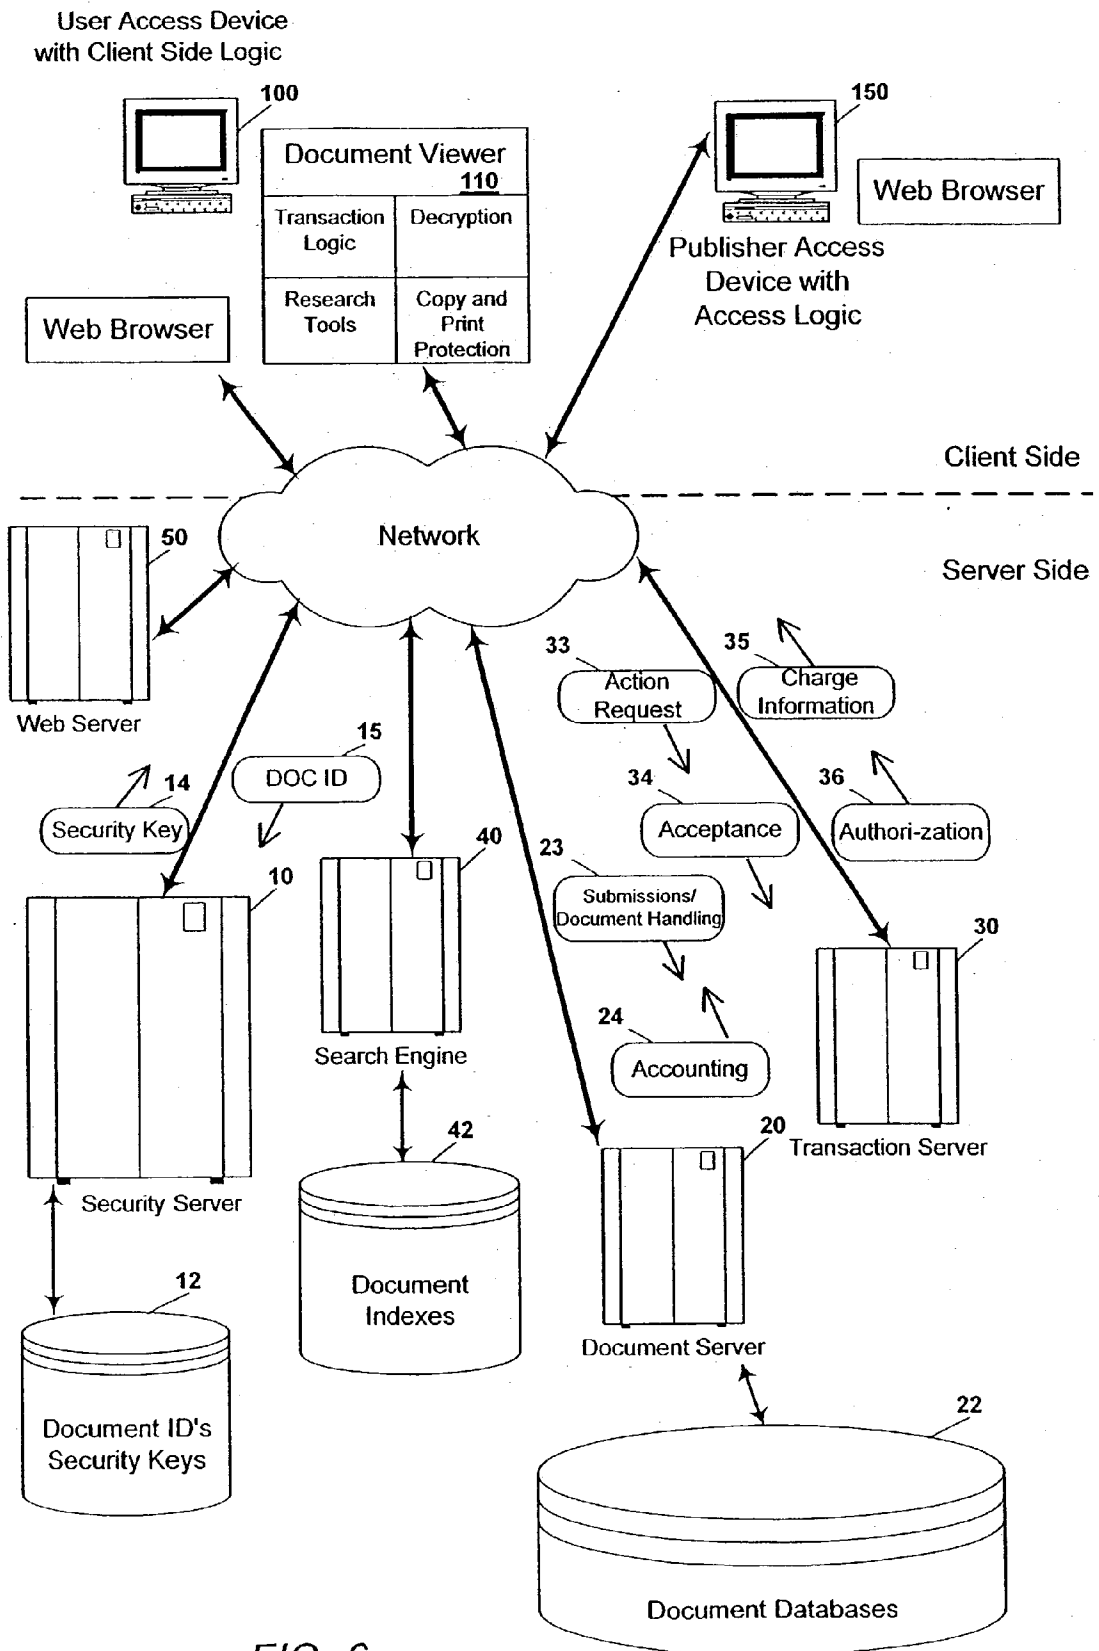 User Access Device
with Client Side Logic
100
150
Document Viewer
110
Transaction
Logic
Decryption
Research
Tools
Copy and
Print
Protection
Web Browser
Web Browser
Publisher Access
Device with
Access Logic
Client Side
Network
Server Side
50
Web Server
33
Action
Request
35
Charge
Information
15
DOC ID
14
Security Key
34
Acceptance
36
Authori-zation
10
40
23
Submissions/
Document Handling
30
24
Accounting
Search Engine
42
20
Transaction Server
Security Server
12
Document
Indexes
Document Server
22
Document ID's
Security Keys
Document Databases